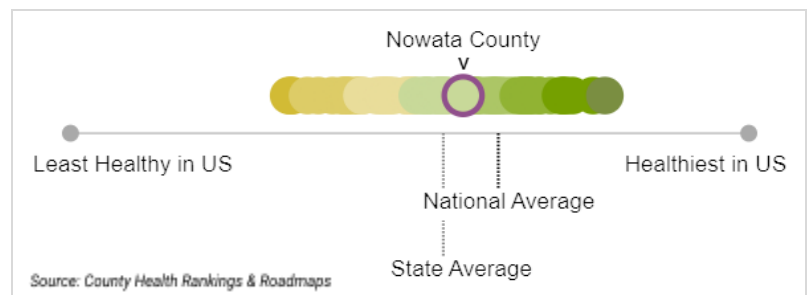 Nowata County
v
Least Healthy in US
Healthiest in US
National Average
State Average
Source: County Health Rankings & Roadmaps